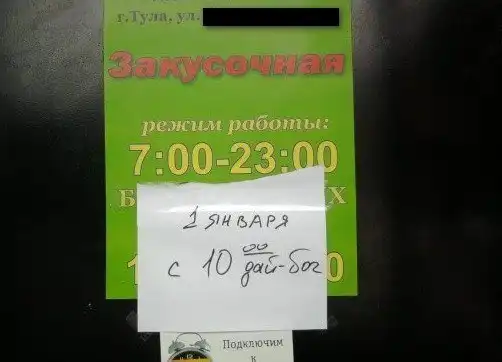 г.Тула, ул.
Закусочная
режим работы:
7:00-23:00
1 ЯНВАРЯ
с 10 00 дай-бог
Подключим
в